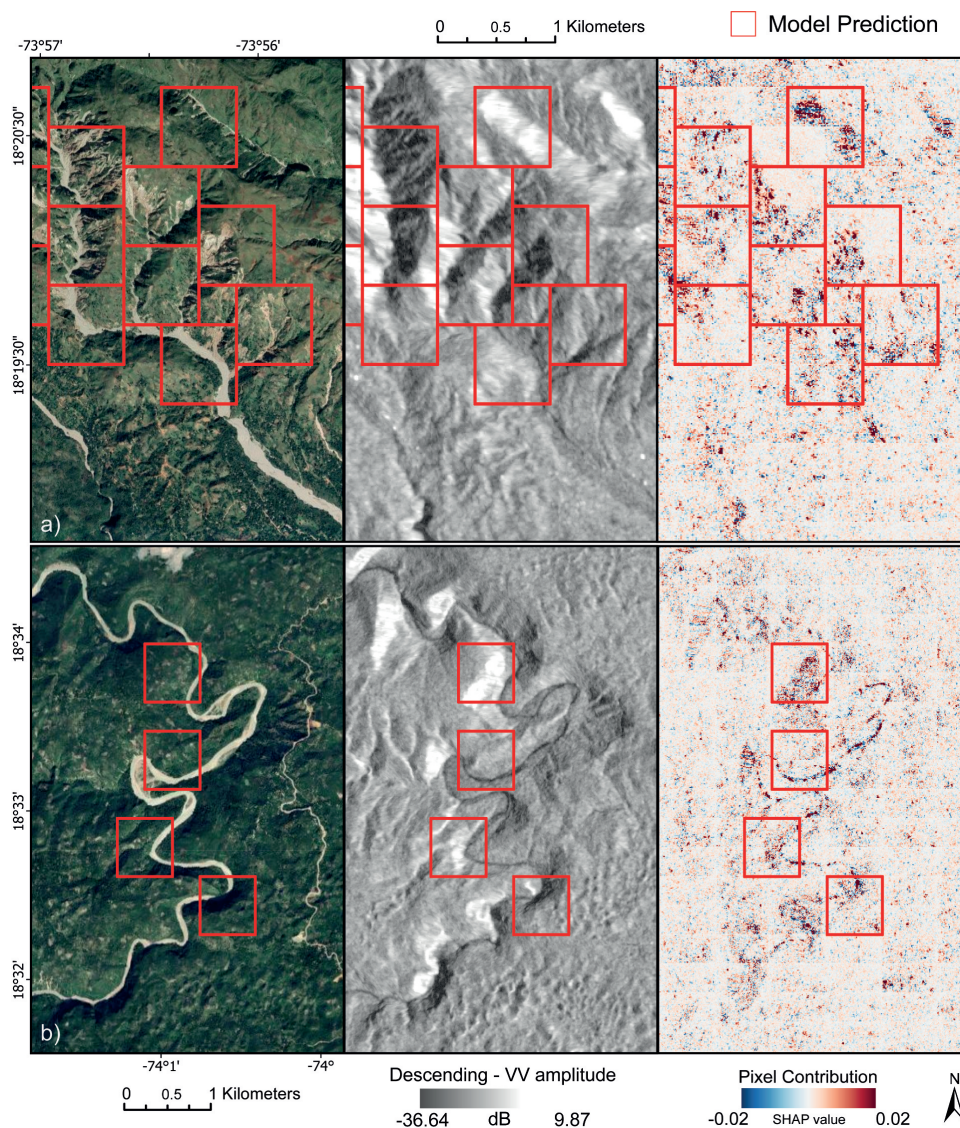 0 0.5 1 Kilometers
Model Prediction
-73°57' -73°56'
18°20'30"
18°19'30"
a)
18°34'
18°33'
18°32'
b)
-74°1' -74°
0 0.5 1 Kilometers
Descending - VV amplitude
-36.64 dB 9.87
Pixel Contribution
-0.02 SHAP value 0.02
N